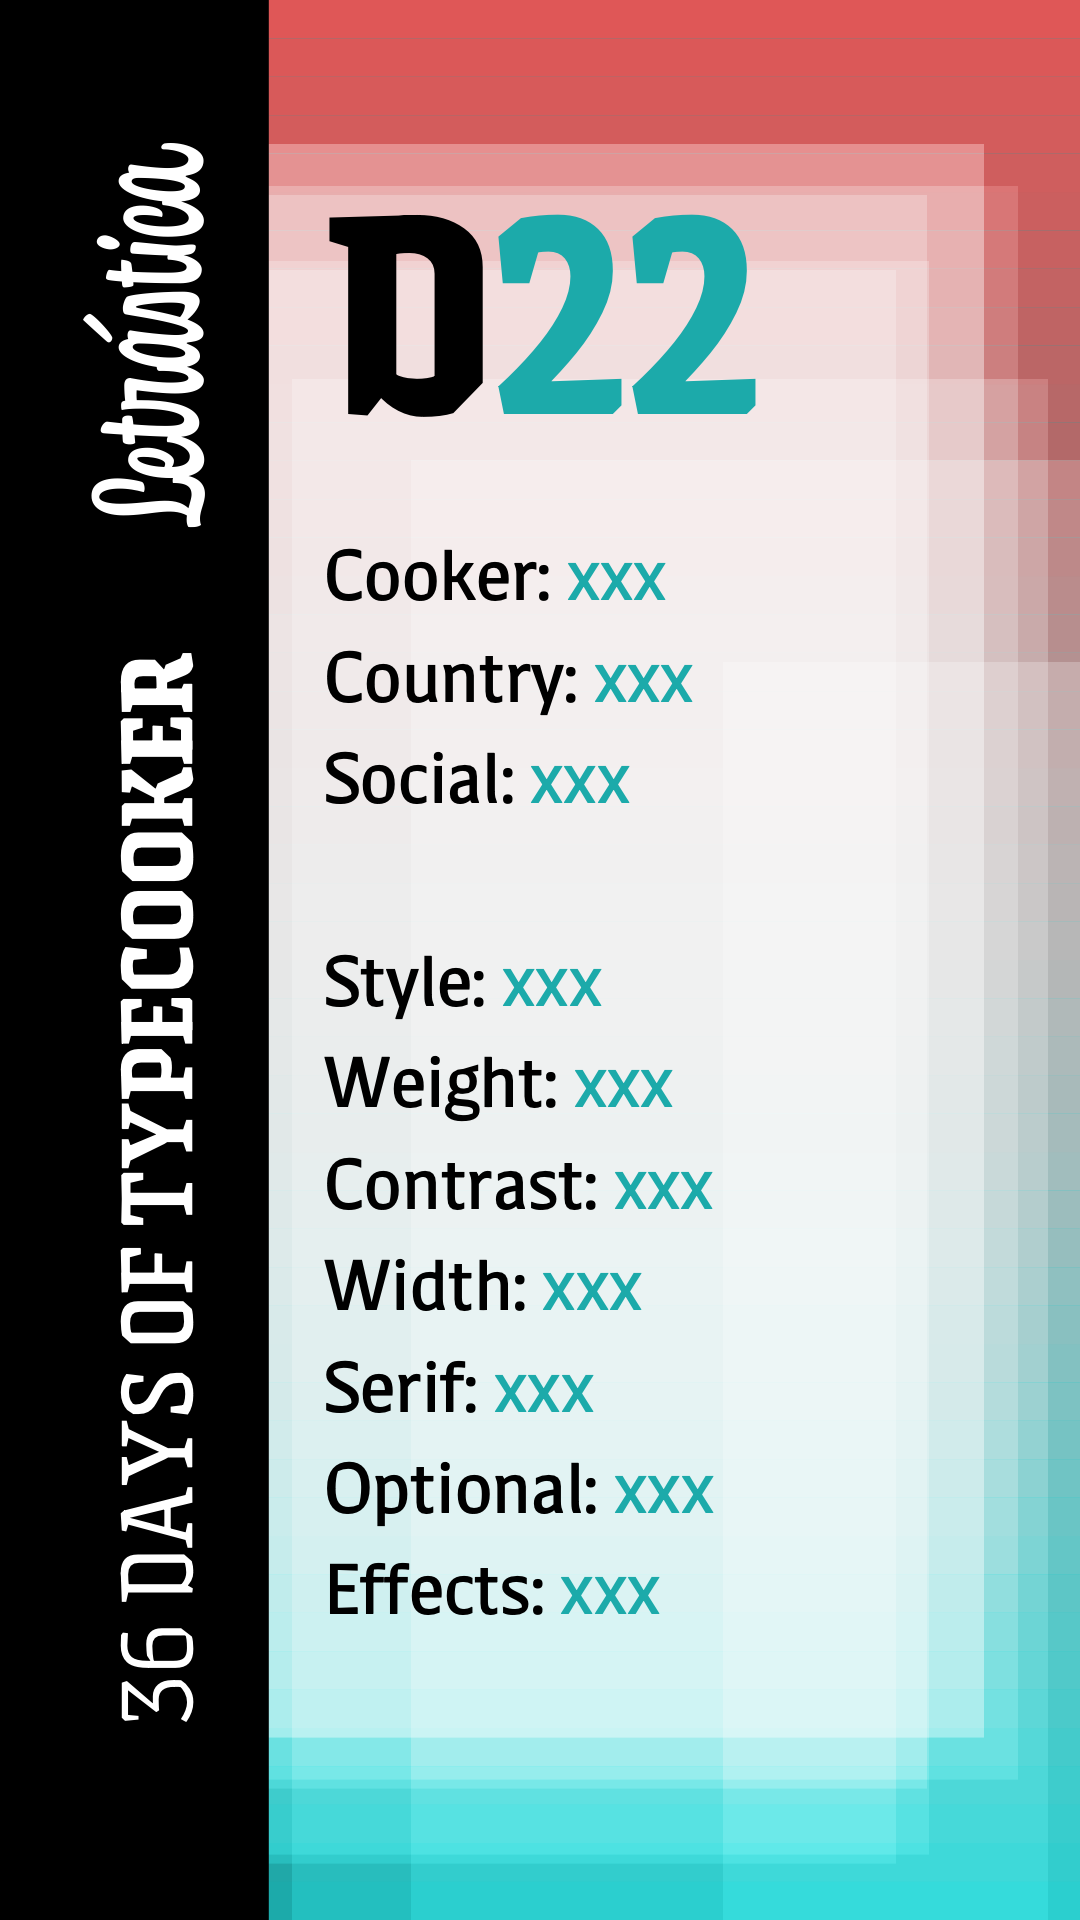 Letrástica
36 DAYS OF TYPECOOKER
D22
Cooker: xxx
Country: xxx
Social: xxx
Style: xxx
Weight: xxx
Contrast: xxx
Width: xxx
Serif: xxx
Optional: xxx
Effects: xxx